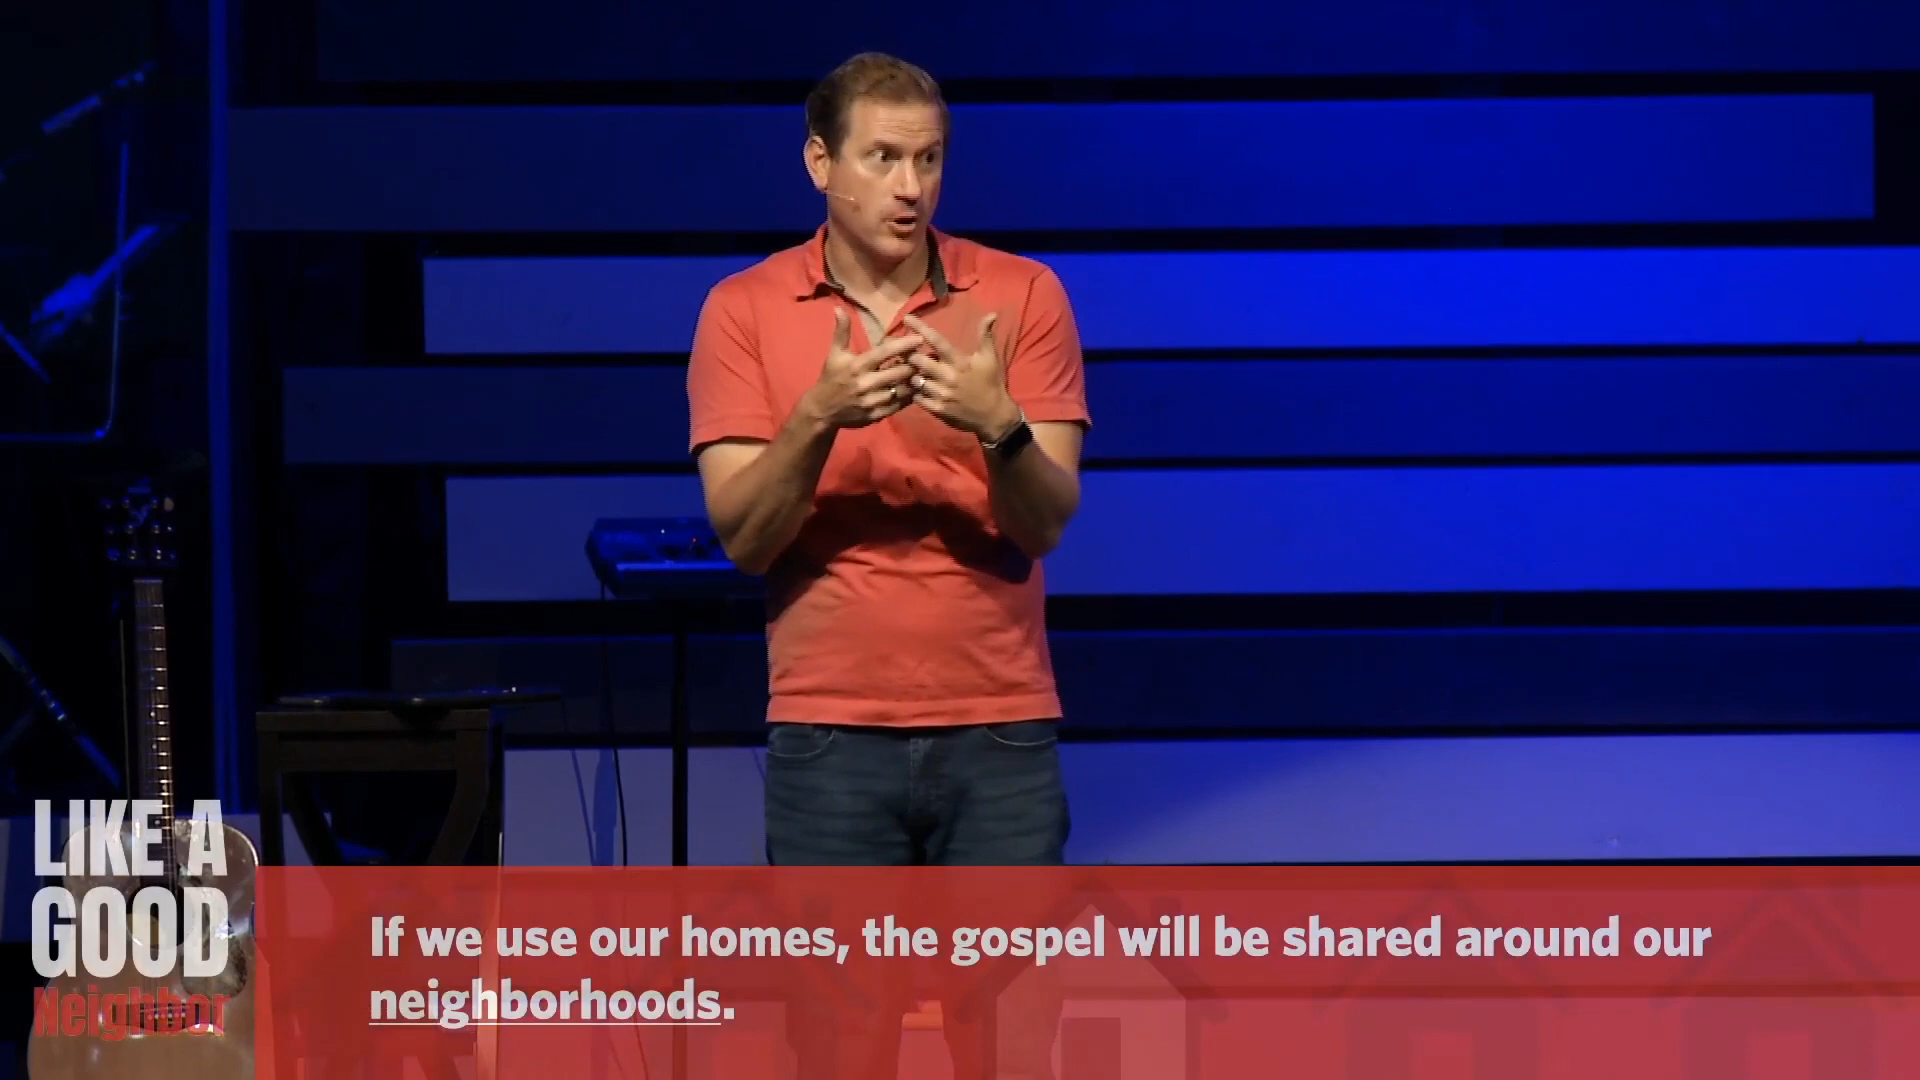 LIKE A
GOOD
Neighbor
If we use our homes, the gospel will be shared around our
neighborhoods.